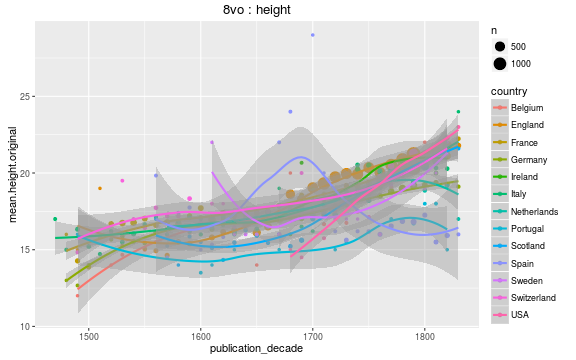 8vo : height
mean.height.original
25
20
15
10
1500
1600
1700
1800
publication_decade
n
500
1000
country
Belgium
England
France
Germany
Ireland
Italy
Netherlands
Portugal
Scotland
Spain
Sweden
Switzerland
USA